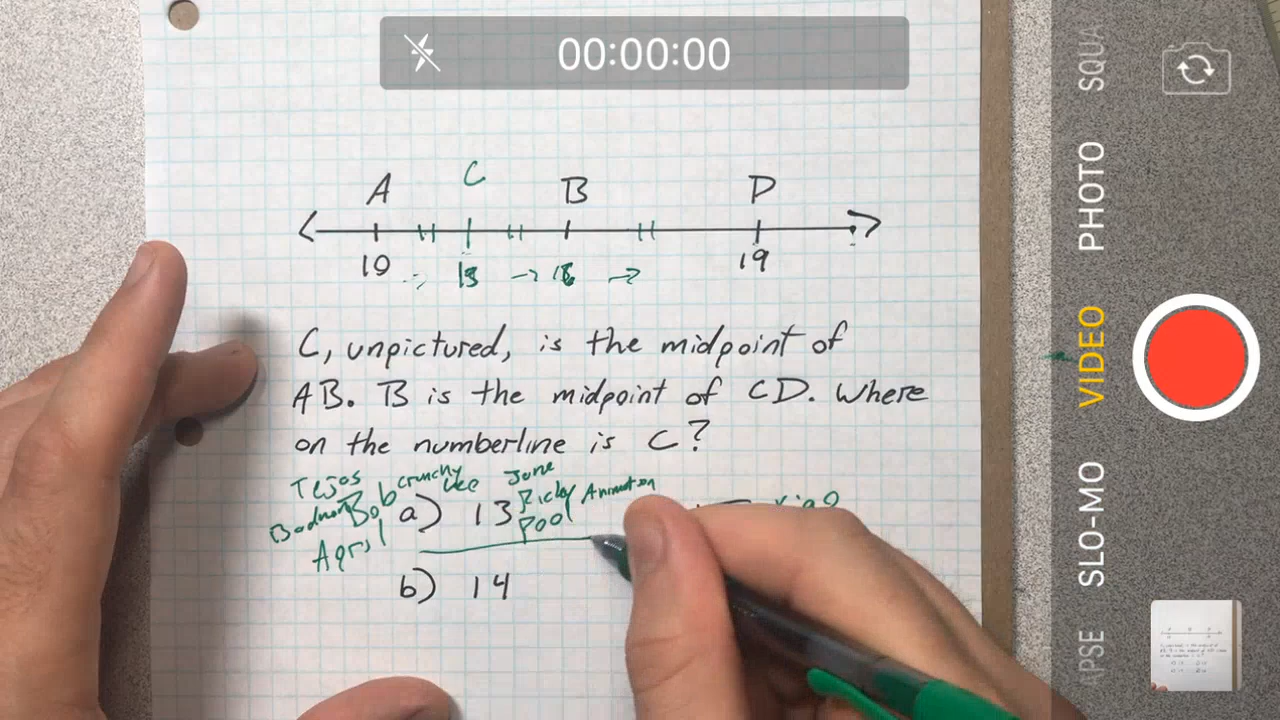 00:00:00
C
A B D
10 13 16 19
C, unpictured, is the midpoint of
AB. B is the midpoint of CD. Where
on the numberline is C?
Tejas
crunchy June
Bob Lee Ricky Animation
April a) 13 Pool
b) 14
SQUA
PHOTO
VIDEO
SLO-MO
APSE